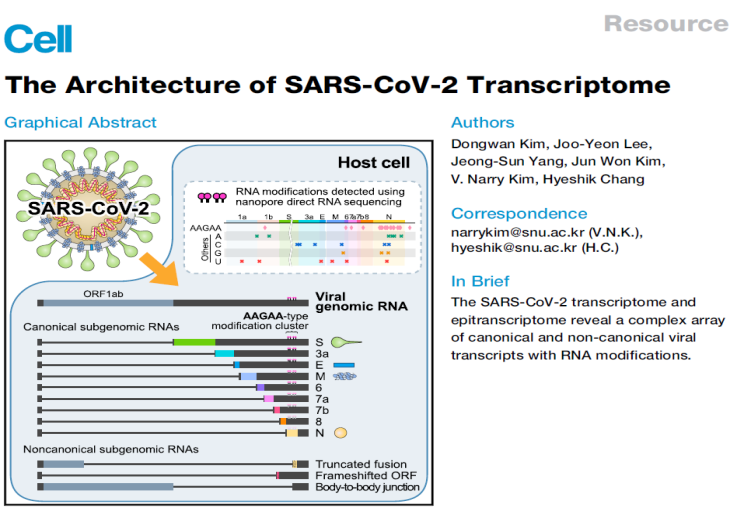 Resource
Cell
The Architecture of SARS-CoV-2 Transcriptome
Graphical Abstract
Host cell
SARS-CoV-2
RNA modifications detected using
nanopore direct RNA sequencing
1a 1b S 3a E M 6 7a 7b 8 N
AAGAA
Others
A
C
G
U
ORF1ab
Viral
genomic RNA
Canonical subgenomic RNAs
AAGAA-type
modification cluster
S
3a
E
M
6
7a
7b
8
N
Noncanonical subgenomic RNAs
Truncated fusion
Frameshifted ORF
Body-to-body junction
Authors
Dongwan Kim, Joo-Yeon Lee,
Jeong-Sun Yang, Jun Won Kim,
V. Narry Kim, Hyeshik Chang
Correspondence
narrykim@snu.ac.kr (V.N.K.),
hyeshik@snu.ac.kr (H.C.)
In Brief
The SARS-CoV-2 transcriptome and
epitranscriptome reveal a complex array
of canonical and non-canonical viral
transcripts with RNA modifications.